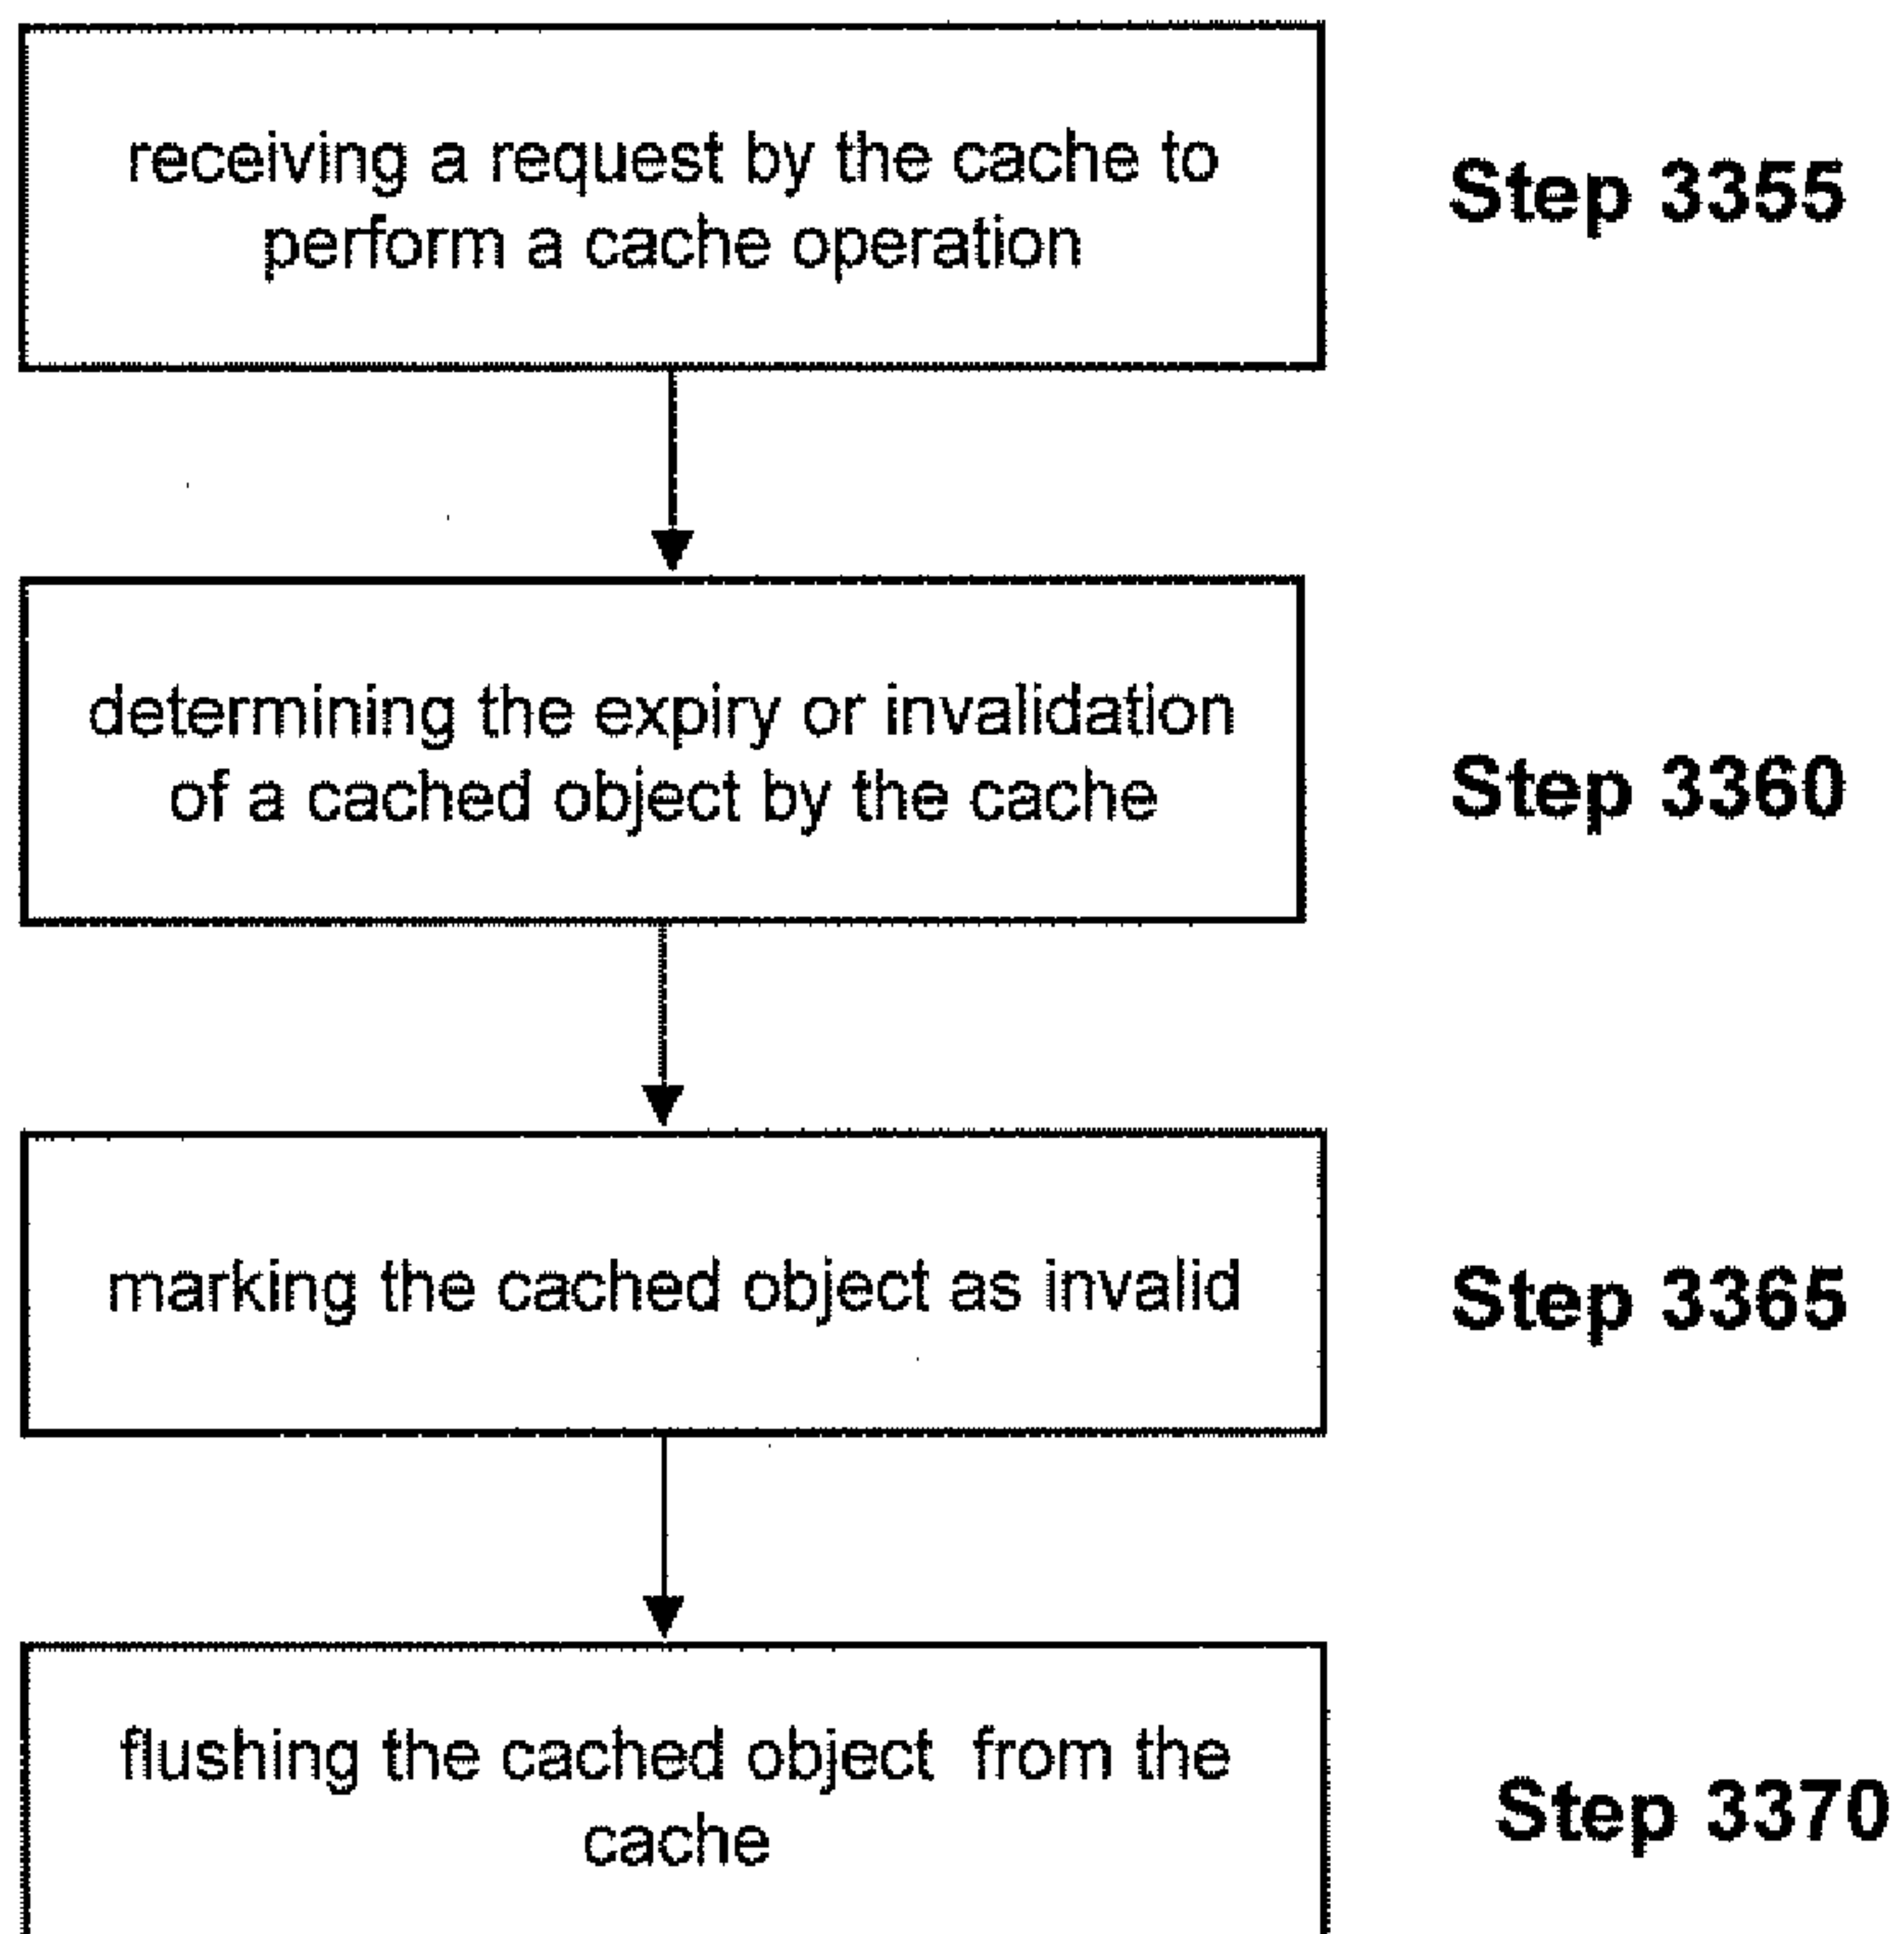 receiving a request by the cache to
perform a cache operation
Step 3355
determining the expiry or invalidation
of a cached object by the cache
Step 3360
marking the cached object as invalid
Step 3365
flushing the cached object from the
cache
Step 3370